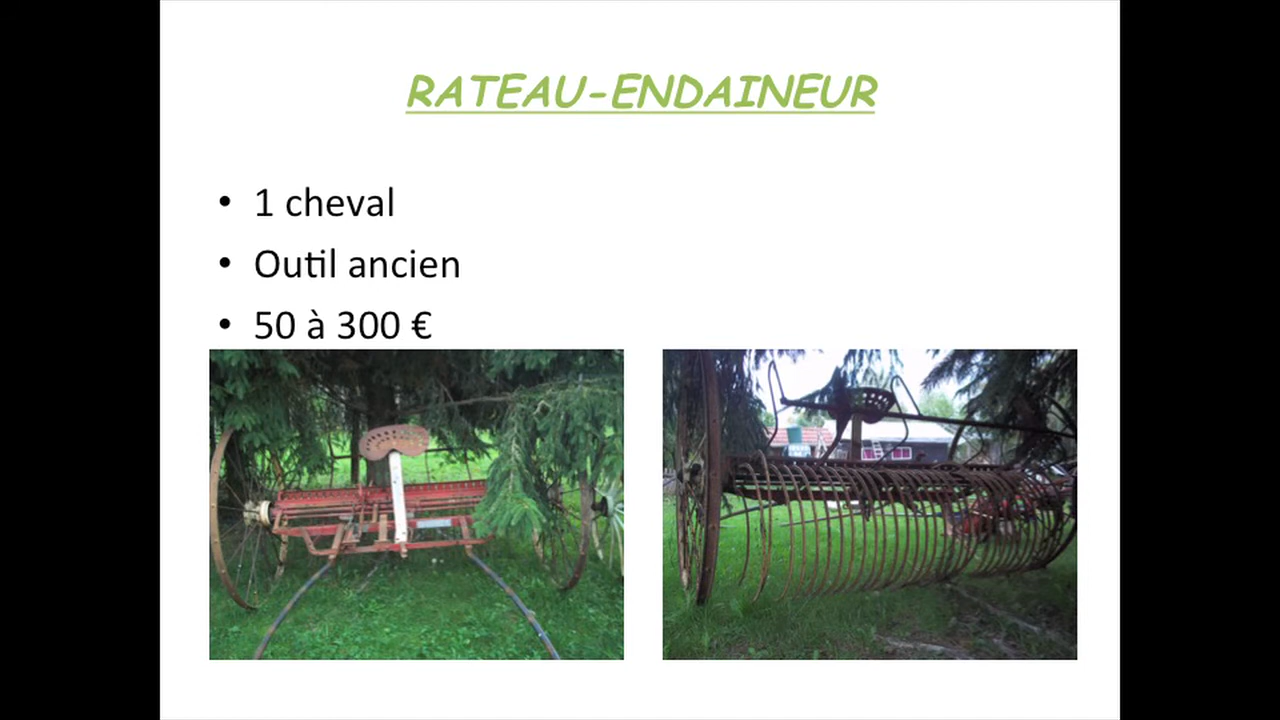 RATEAU-ENDAINEUR
• 1 cheval
• Outil ancien
• 50 à 300 €